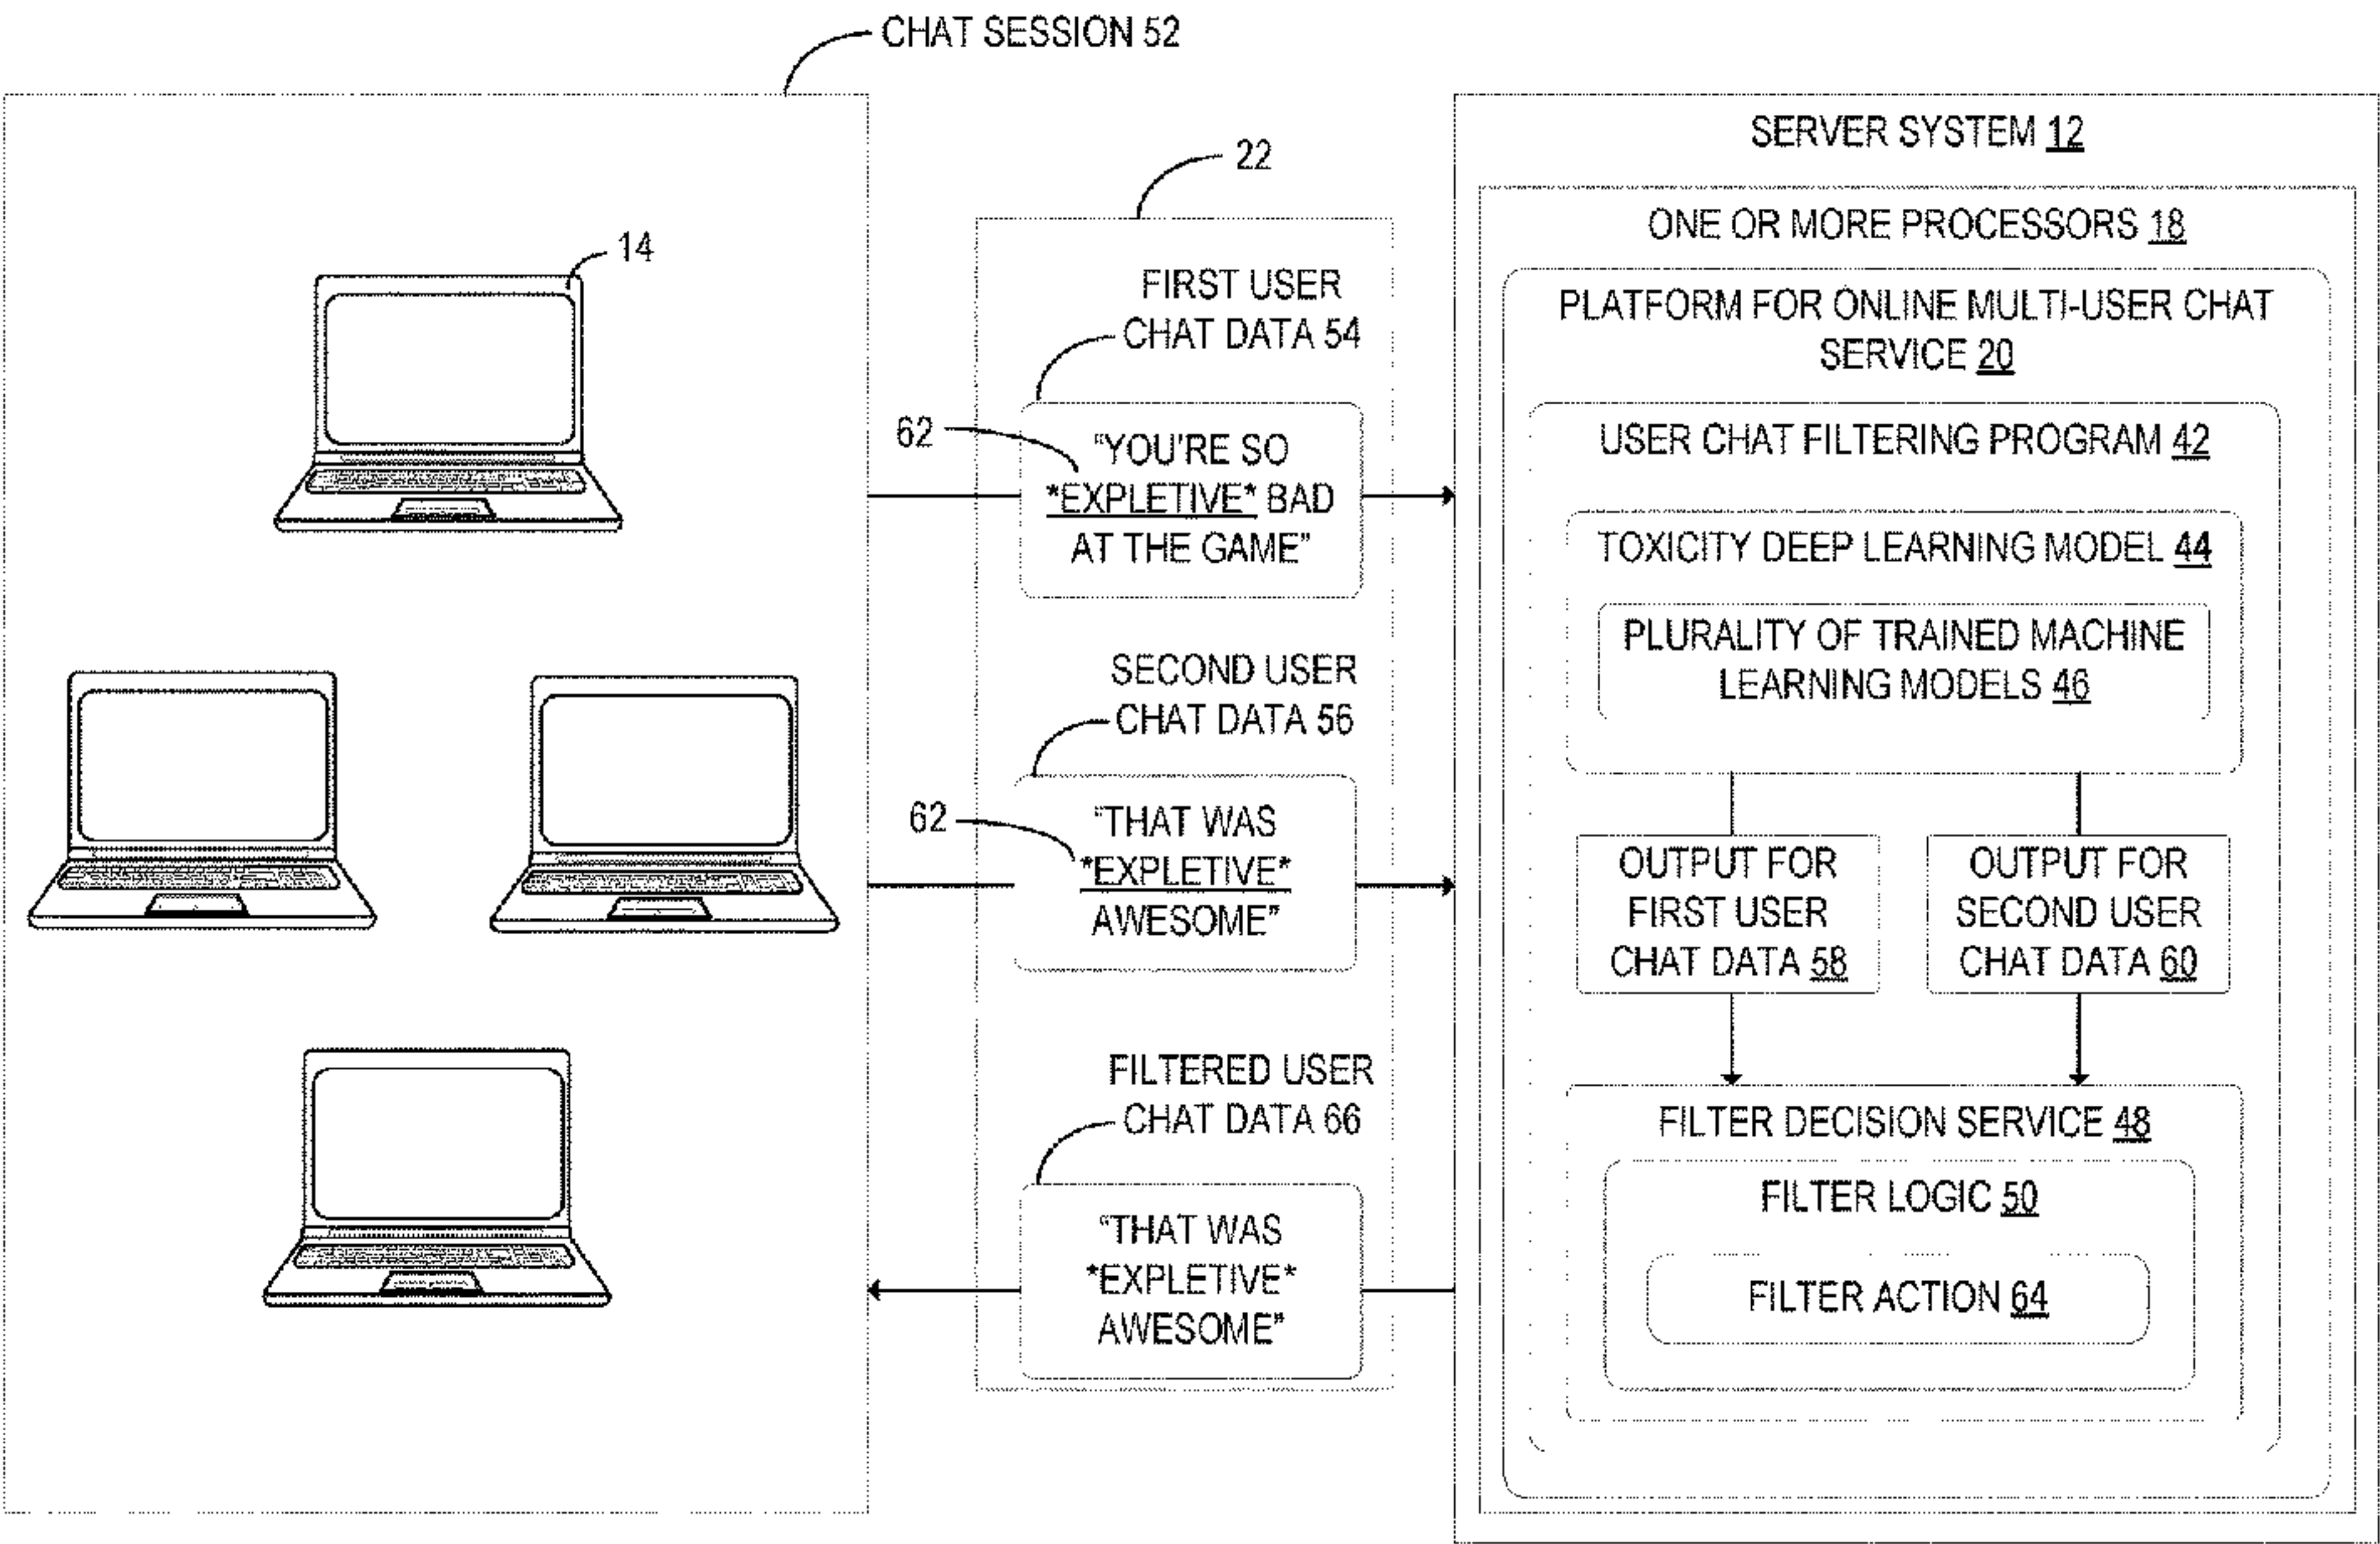 CHAT SESSION 52
14
22
FIRST USER
CHAT DATA 54
62
“YOU'RE SO
*EXPLETIVE* BAD
AT THE GAME”
SECOND USER
CHAT DATA 56
62
“THAT WAS
*EXPLETIVE*
AWESOME”
FILTERED USER
CHAT DATA 66
“THAT WAS
*EXPLETIVE*
AWESOME”
SERVER SYSTEM 12
ONE OR MORE PROCESSORS 18
PLATFORM FOR ONLINE MULTI-USER CHAT
SERVICE 20
USER CHAT FILTERING PROGRAM 42
TOXICITY DEEP LEARNING MODEL 44
PLURALITY OF TRAINED MACHINE
LEARNING MODELS 46
OUTPUT FOR
FIRST USER
CHAT DATA 58
OUTPUT FOR
SECOND USER
CHAT DATA 60
FILTER DECISION SERVICE 48
FILTER LOGIC 50
FILTER ACTION 64